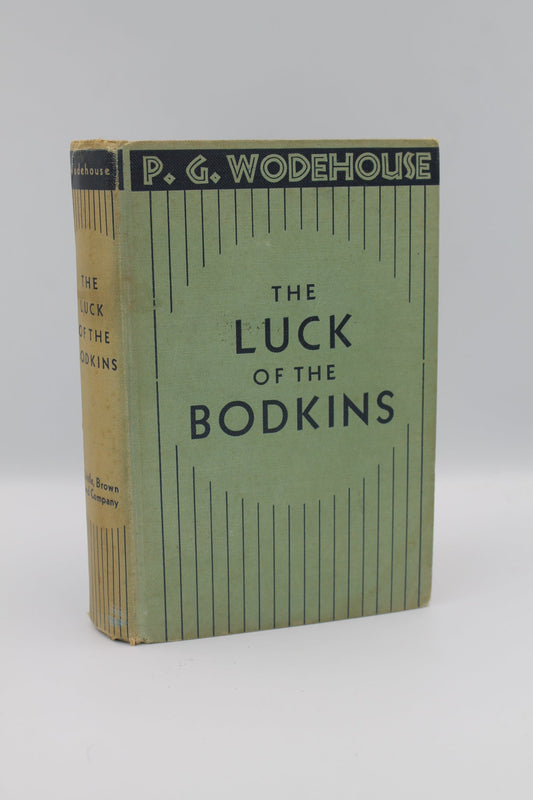 Wodehouse
THE
LUCK
OF THE
BODKINS
Little, Brown
and Company
P. G. WODEHOUSE
THE
LUCK
OF THE
BODKINS